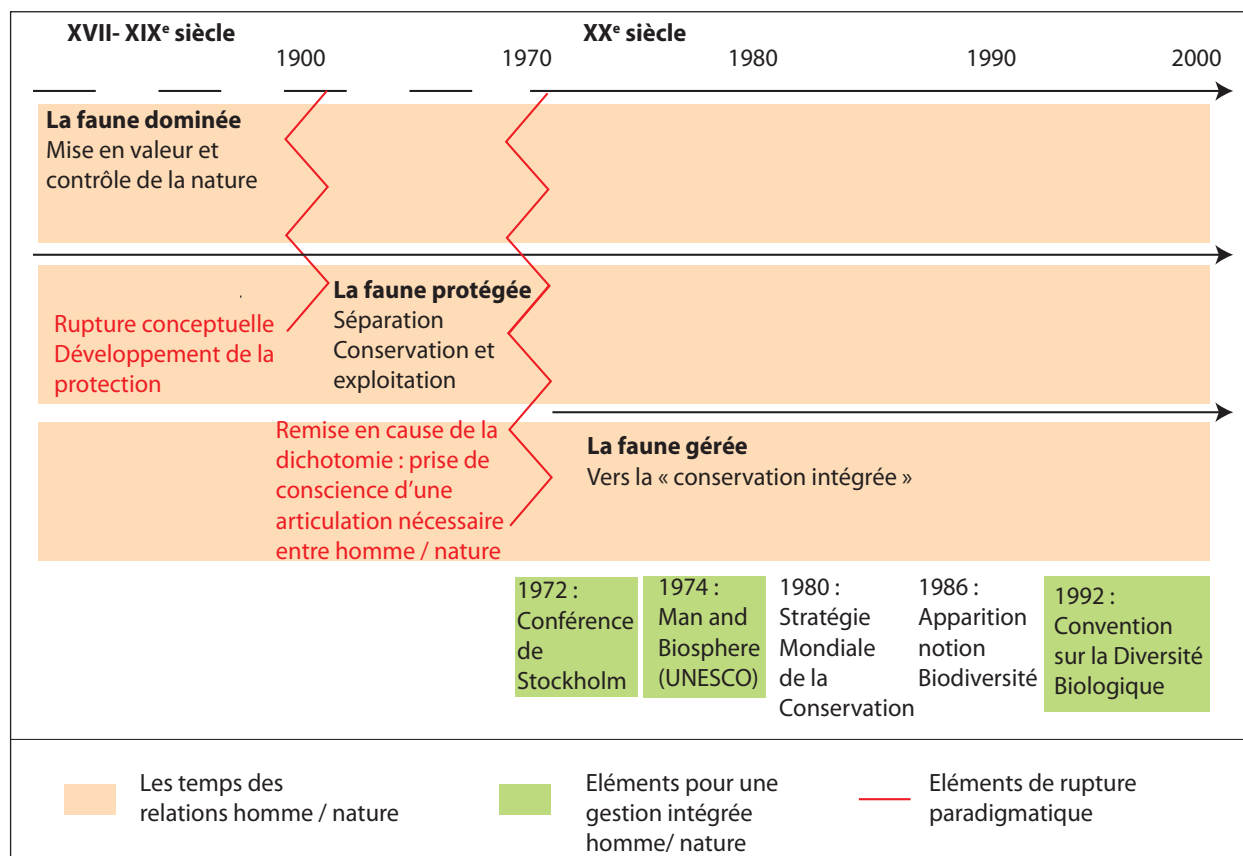 XVII- XIXe siècle
XXe siècle
1900
1970
1980
1990
2000
La faune dominée
Mise en valeur et
contrôle de la nature
Rupture conceptuelle
Développement de la
protection
La faune protégée
Séparation
Conservation et
exploitation
Remise en cause de la
dichotomie : prise de
conscience d'une
articulation nécessaire
entre homme / nature
La faune gérée
Vers la « conservation intégrée »
1972 :
Conférence
de
Stockholm
1974 :
Man and
Biosphere
(UNESCO)
1980 :
Stratégie
Mondiale
de la
Conservation
1986 :
Apparition
notion
Biodiversité
1992 :
Convention
sur la Diversité
Biologique
Les temps des
relations homme / nature
Eléments pour une
gestion intégrée
homme/ nature
Eléments de rupture
paradigmatique